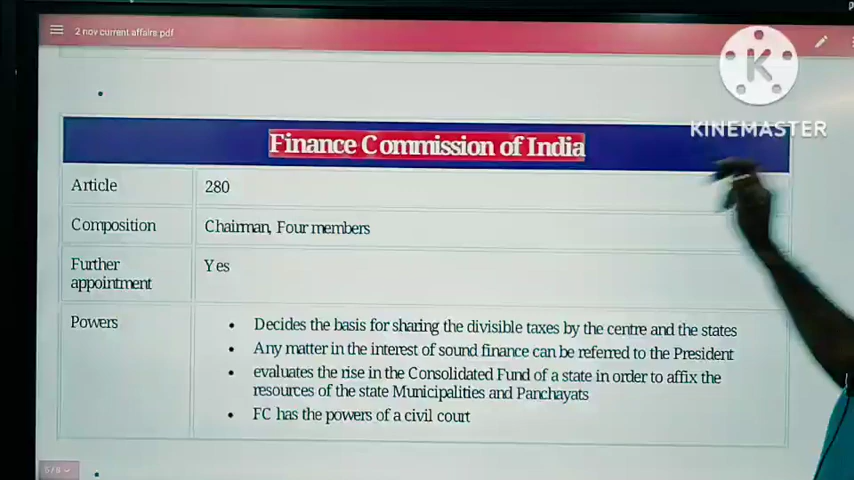 2 nov current affairs pdf
KINEMASTER
Finance Commission of India
Article 280
Composition Chairman, Four members
Further appointment Yes
Powers
• Decides the basis for sharing the divisible taxes by the centre and the states
• Any matter in the interest of sound finance can be referred to the President
• evaluates the rise in the Consolidated Fund of a state in order to affix the
resources of the state Municipalities and Panchayats
• FC has the powers of a civil court